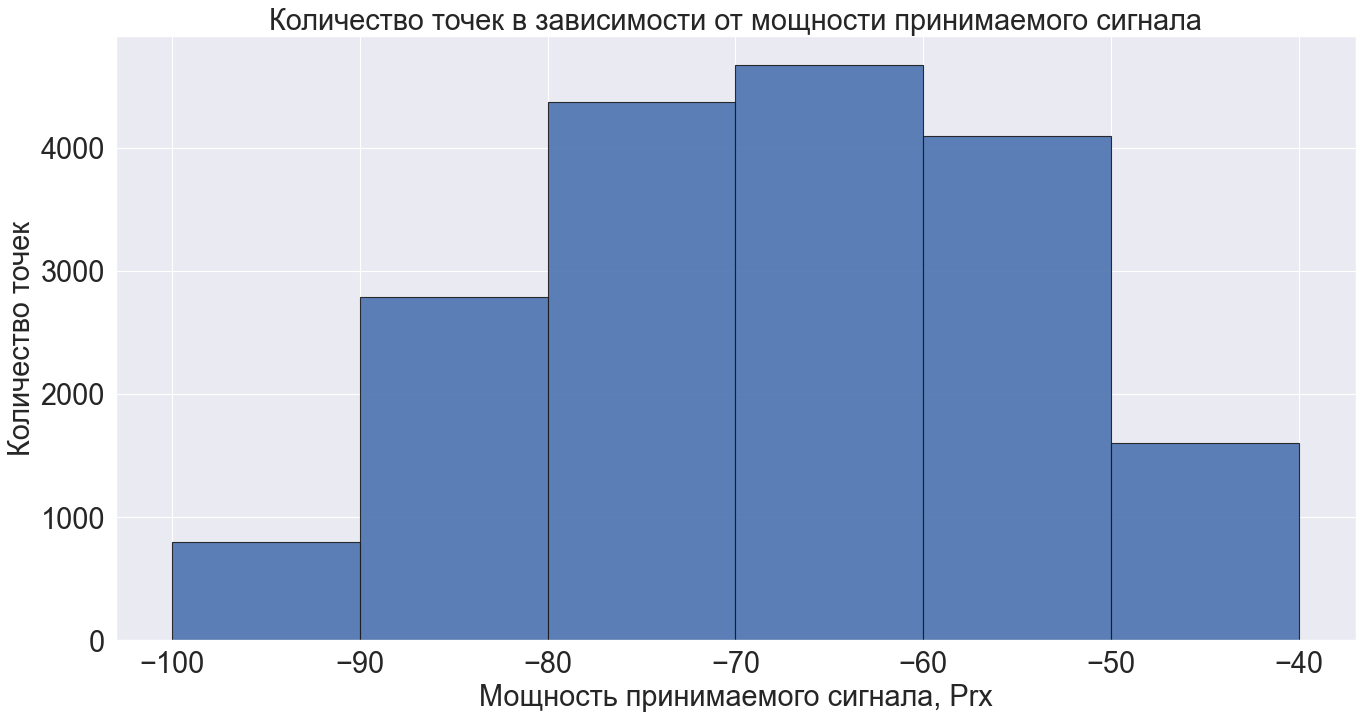 Количество точек в зависимости от мощности принимаемого сигнала
Количество точек
4000
3000
2000
1000
0
−100 −90 −80 −70 −60 −50 −40
Мощность принимаемого сигнала, Prx